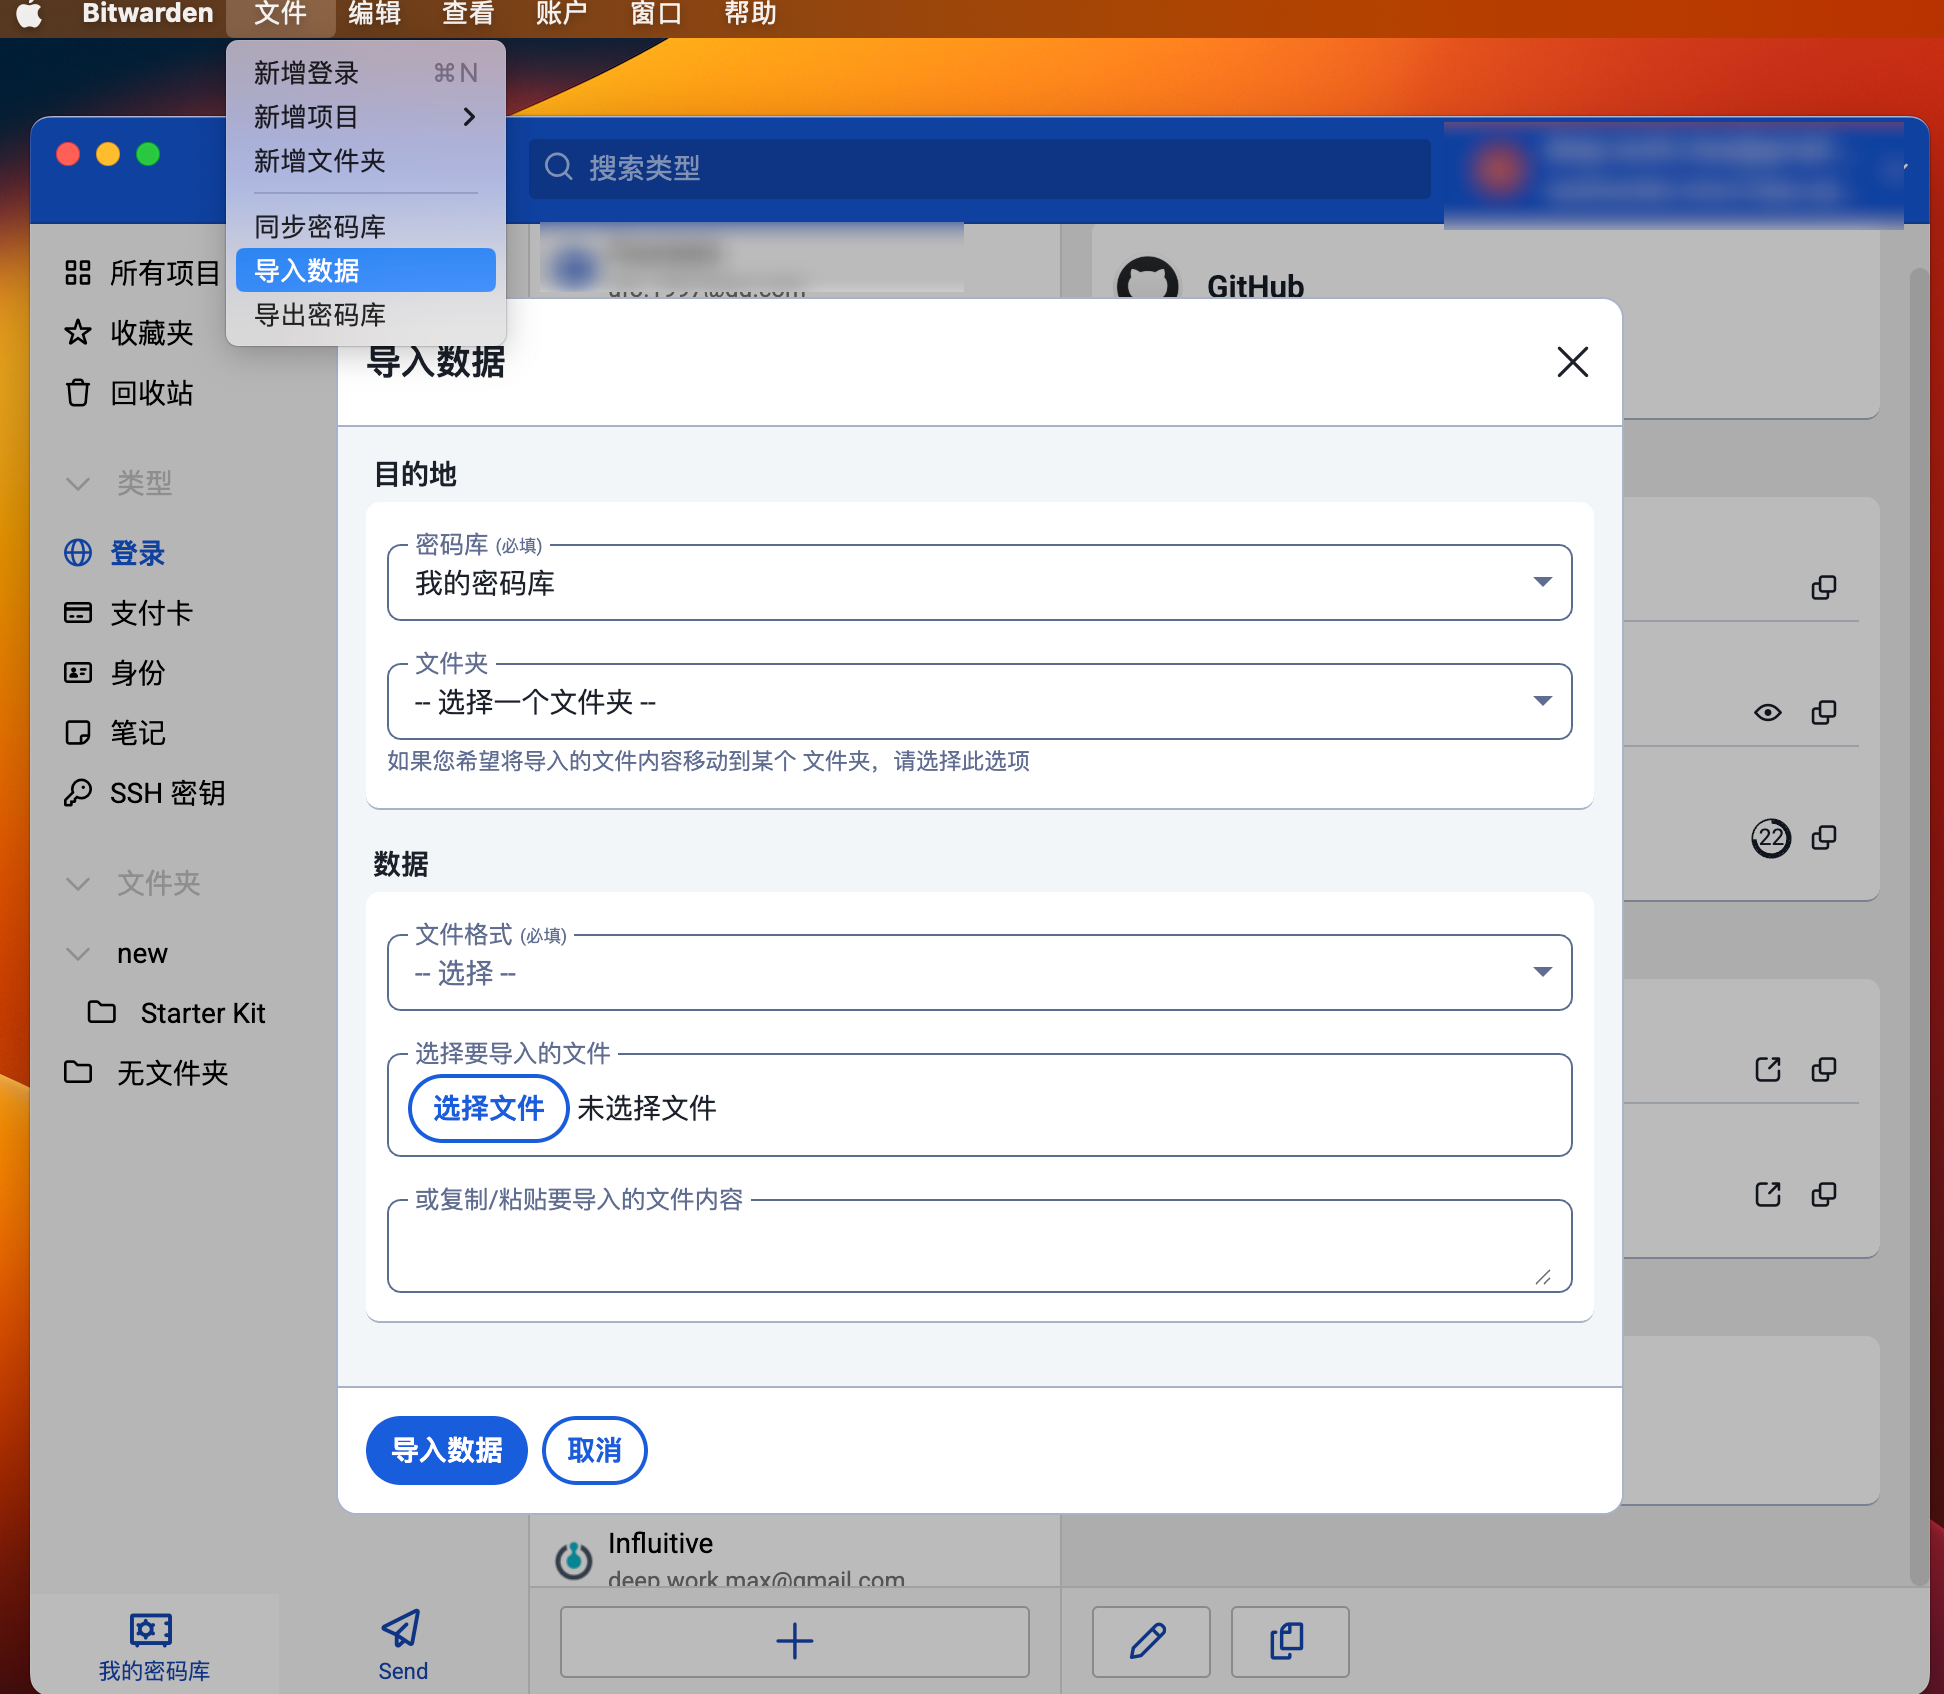 Bitwarden 文件 编辑 查看 账户 窗口 帮助
新增登录 ⌘N
新增项目
新增文件夹
同步密码库
导入数据
导出密码库
搜索类型
所有项目
收藏夹
回收站
类型
登录
支付卡
身份
笔记
SSH 密钥
文件夹
new
Starter Kit
无文件夹
GitHub
导入数据
目的地
密码库 (必填)
我的密码库
文件夹
-- 选择一个文件夹 --
如果您希望将导入的文件内容移动到某个 文件夹，请选择此选项
数据
文件格式 (必填)
-- 选择 --
选择要导入的文件
选择文件 未选择文件
或复制/粘贴要导入的文件内容
导入数据 取消
22
Influitive
deep.work.max@gmail.com
我的密码库
Send